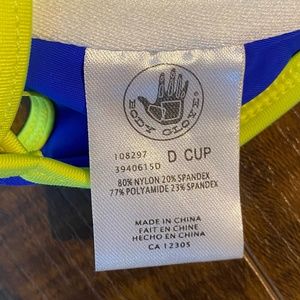 BODY GLOVE®
108297 D CUP
3940615D
80% NYLON 20% SPANDEX
77% POLYAMIDE 23% SPANDEX
MADE IN CHINA
FAIT EN CHINE
HECHO EN CHINA
CA 12305